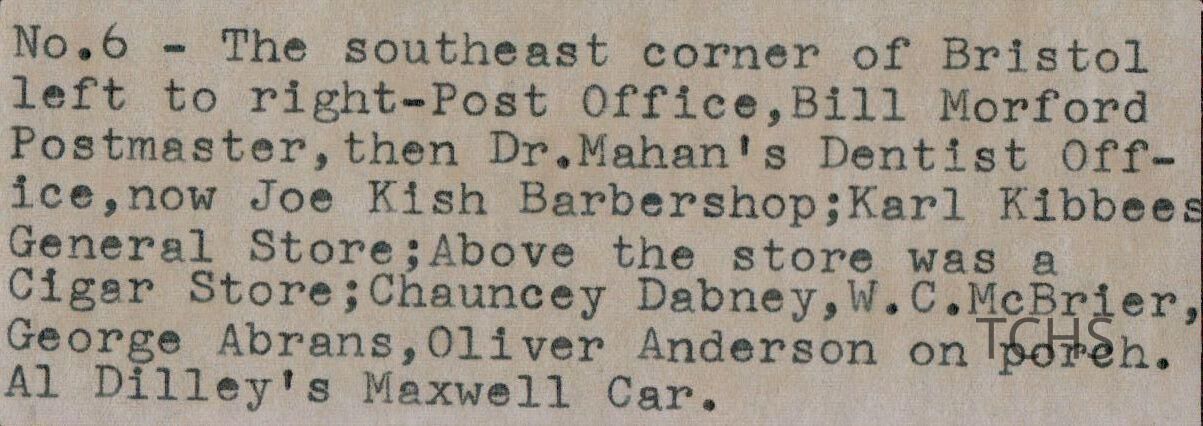 No.6 - The southeast corner of Bristol
left to right-Post Office,Bill Morford
Postmaster,then Dr.Mahan's Dentist Off-
ice,now Joe Kish Barbershop;Karl Kibbees
General Store;Above the store was a
Cigar Store;Chauncey Dabney,W.C.McBrier,
George Abrans,Oliver Anderson on porch.
TCHS
Al Dilley's Maxwell Car.